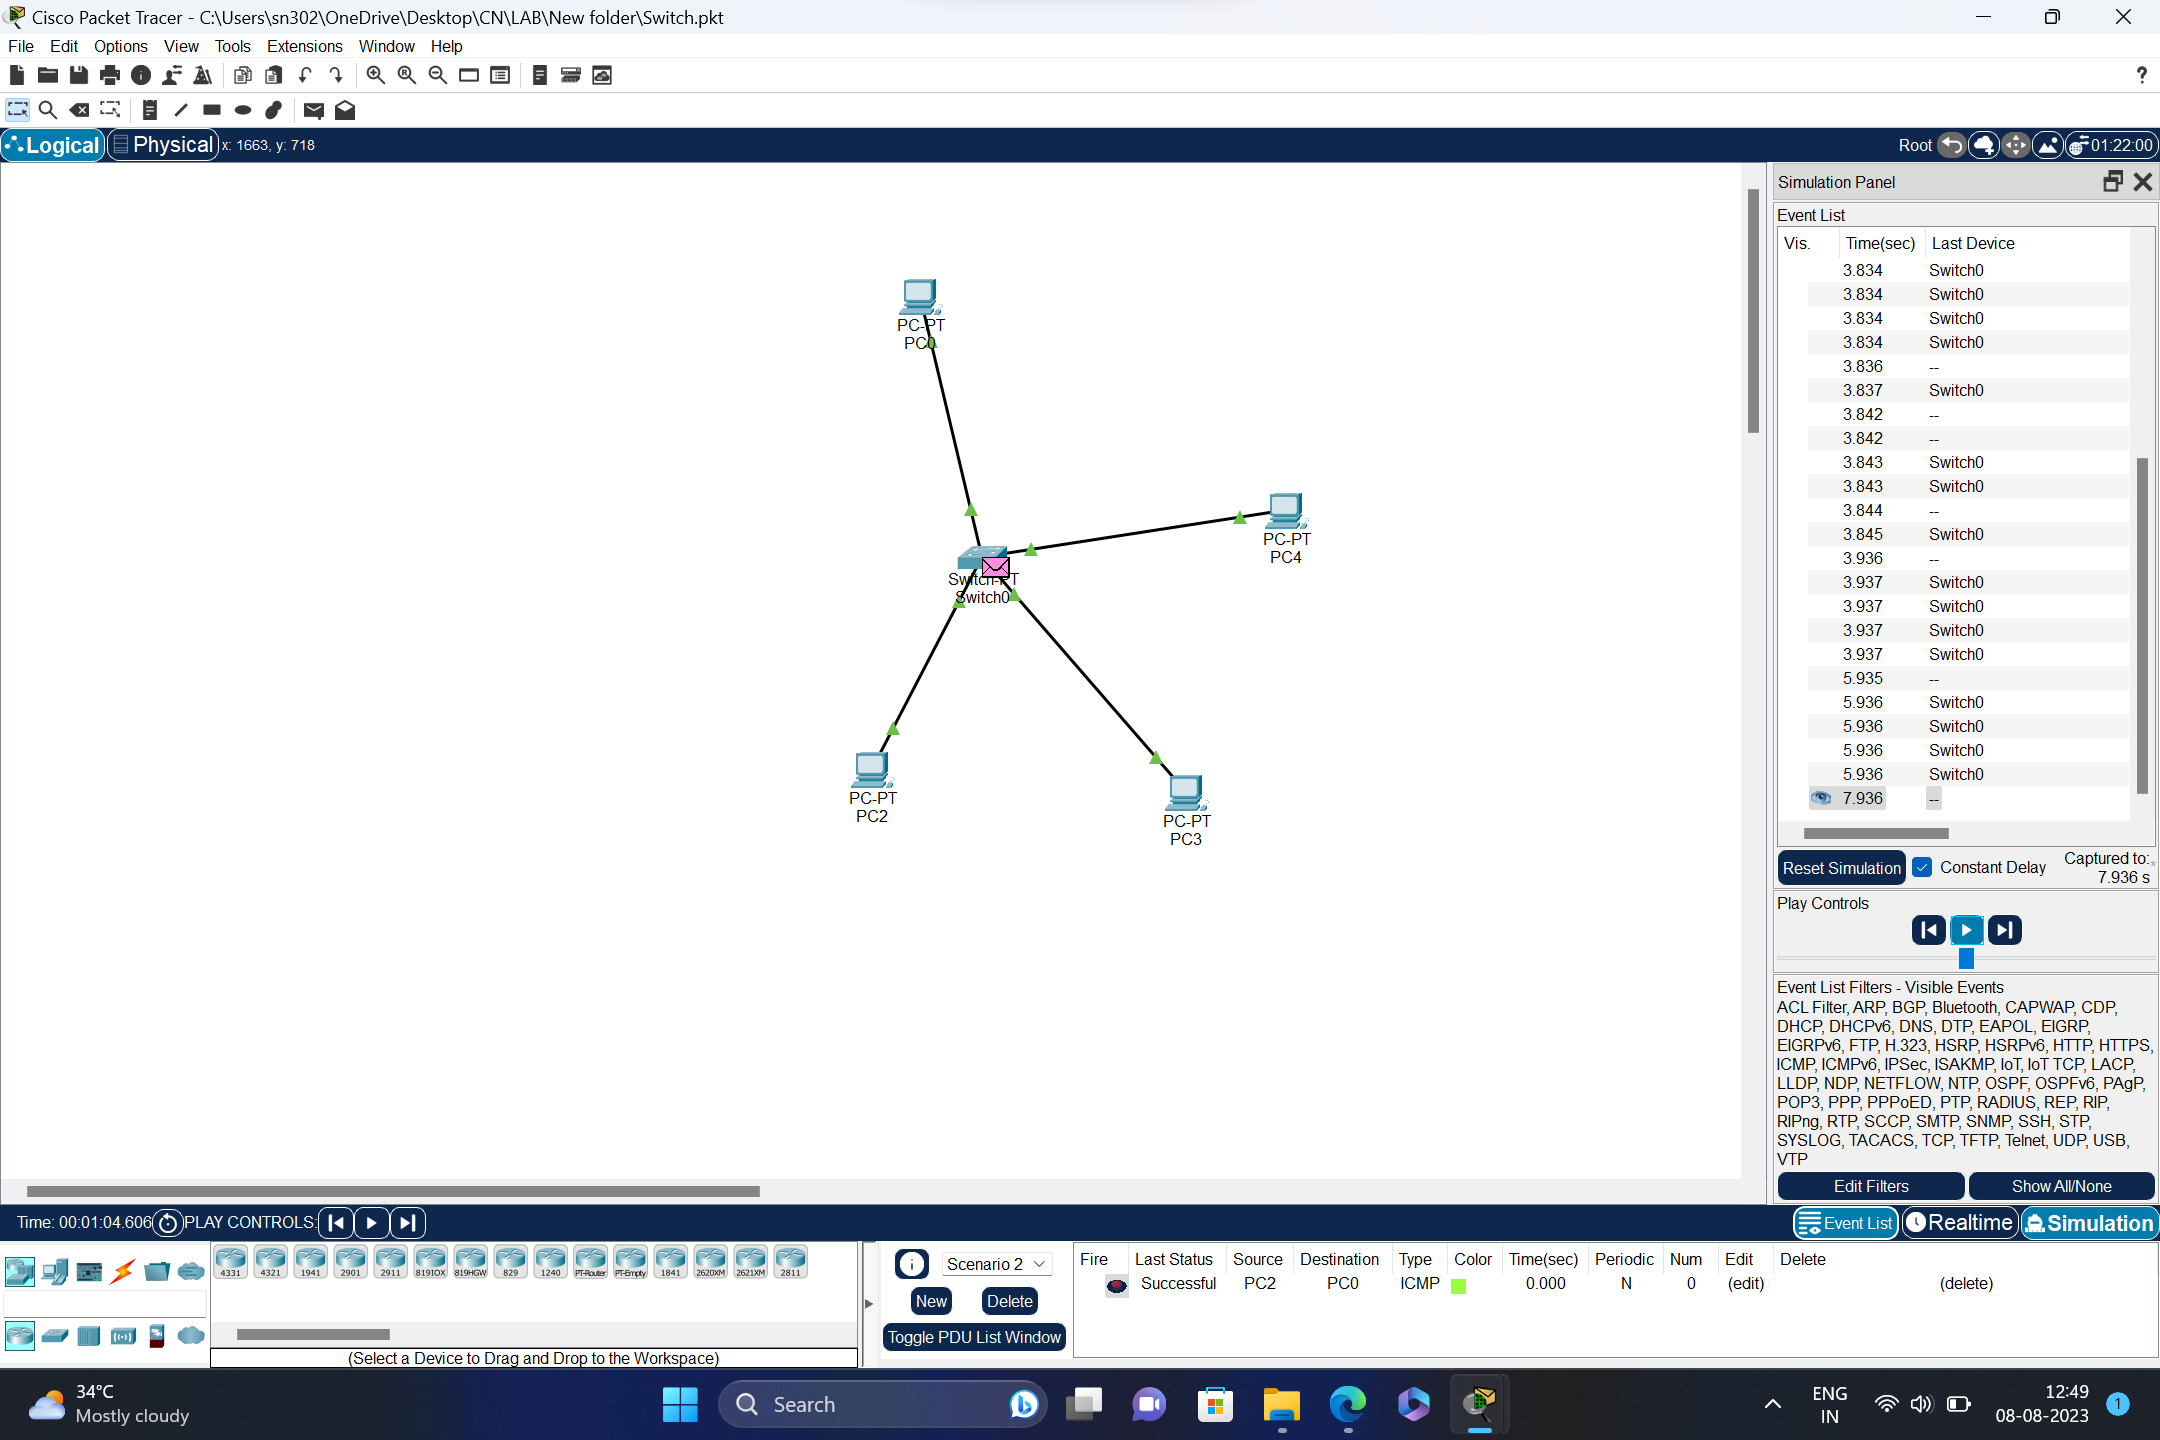 Cisco Packet Tracer - C:\Users\sn302\OneDrive\Desktop\CN\LAB\New folder\Switch.pkt
File Edit Options View Tools Extensions Window Help
Logical Physical x: 1663, y: 718 Root 01:22:00
Simulation Panel
Event List
Vis. Time(sec) Last Device
3.834 Switch0
3.834 Switch0
3.834 Switch0
3.834 Switch0
3.836 --
3.837 Switch0
3.842 --
3.842 --
3.843 Switch0
3.843 Switch0
3.844 --
3.845 Switch0
3.936 --
3.937 Switch0
3.937 Switch0
3.937 Switch0
3.937 Switch0
5.935 --
5.936 Switch0
5.936 Switch0
5.936 Switch0
5.936 Switch0
7.936 --
Reset Simulation Constant Delay Captured to:*
7.936 s
Play Controls
Event List Filters - Visible Events
ACL Filter, ARP, BGP, Bluetooth, CAPWAP, CDP,
DHCP, DHCPv6, DNS, DTP, EAPOL, EIGRP,
EIGRPv6, FTP, H.323, HSRP, HSRPv6, HTTP, HTTPS,
ICMP, ICMPv6, IPSec, ISAKMP, IoT, IoT TCP, LACP,
LLDP, NDP, NETFLOW, NTP, OSPF, OSPFv6, PAgP,
POP3, PPP, PPPoED, PTP, RADIUS, REP, RIP,
RIPng, RTP, SCCP, SMTP, SNMP, SSH, STP,
SYSLOG, TACACS, TCP, TFTP, Telnet, UDP, USB,
VTP
Edit Filters Show All/None
PC-PT
PC0
PC-PT
PC4
Switch-PT
Switch0
PC-PT
PC2
PC-PT
PC3
Time: 00:01:04.606 PLAY CONTROLS: Event List Realtime Simulation
4331 4321 1941 2901 2911 819IOX 819HGW 829 1240 PT-Router PT-Empty 1841 2620XM 2621XM 2811
(Select a Device to Drag and Drop to the Workspace)
Scenario 2
New Delete
Toggle PDU List Window
Fire Last Status Source Destination Type Color Time(sec) Periodic Num Edit Delete
Successful PC2 PC0 ICMP 0.000 N 0 (edit) (delete)
34°C
Mostly cloudy
Search
ENG
IN
12:49
08-08-2023
1